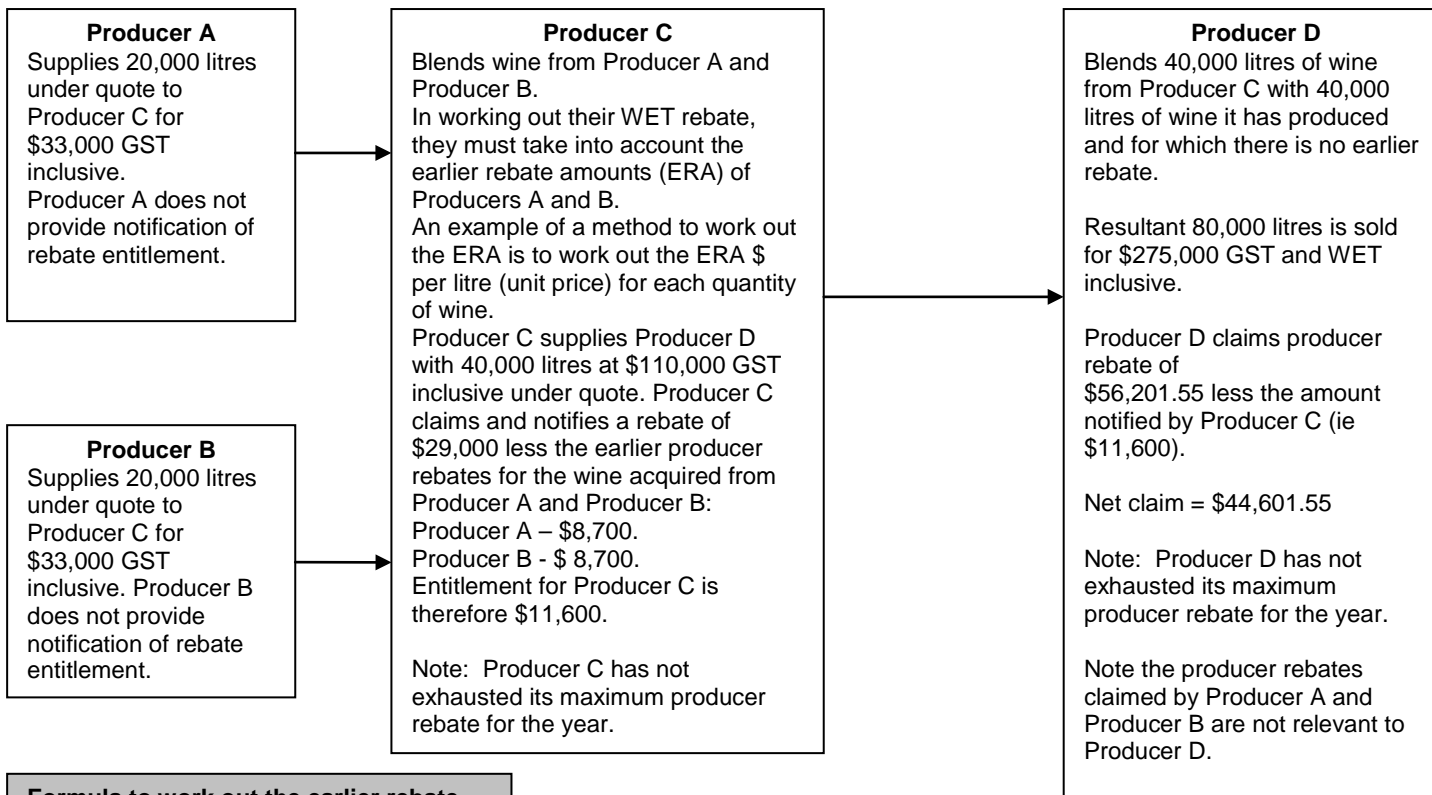 Producer A
Supplies 20,000 litres
under quote to
Producer C for
$33,000 GST
inclusive.
Producer A does not
provide notification of
rebate entitlement.
Producer B
Supplies 20,000 litres
under quote to
Producer C for
$33,000 GST
inclusive. Producer B
does not provide
notification of rebate
entitlement.
Producer C
Blends wine from Producer A and
Producer B.
In working out their WET rebate,
they must take into account the
earlier rebate amounts (ERA) of
Producers A and B.
An example of a method to work out
the ERA is to work out the ERA $
per litre (unit price) for each quantity
of wine.
Producer C supplies Producer D
with 40,000 litres at $110,000 GST
inclusive under quote. Producer C
claims and notifies a rebate of
$29,000 less the earlier producer
rebates for the wine acquired from
Producer A and Producer B:
Producer A – $8,700.
Producer B - $ 8,700.
Entitlement for Producer C is
therefore $11,600.
Note: Producer C has not
exhausted its maximum producer
rebate for the year.
Producer D
Blends 40,000 litres of wine
from Producer C with 40,000
litres of wine it has produced
and for which there is no earlier
rebate.
Resultant 80,000 litres is sold
for $275,000 GST and WET
inclusive.
Producer D claims producer
rebate of
$56,201.55 less the amount
notified by Producer C (ie
$11,600).
Net claim = $44,601.55
Note: Producer D has not
exhausted its maximum
producer rebate for the year.
Note the producer rebates
claimed by Producer A and
Producer B are not relevant to
Producer D.
Formula to work out the earlier rebate